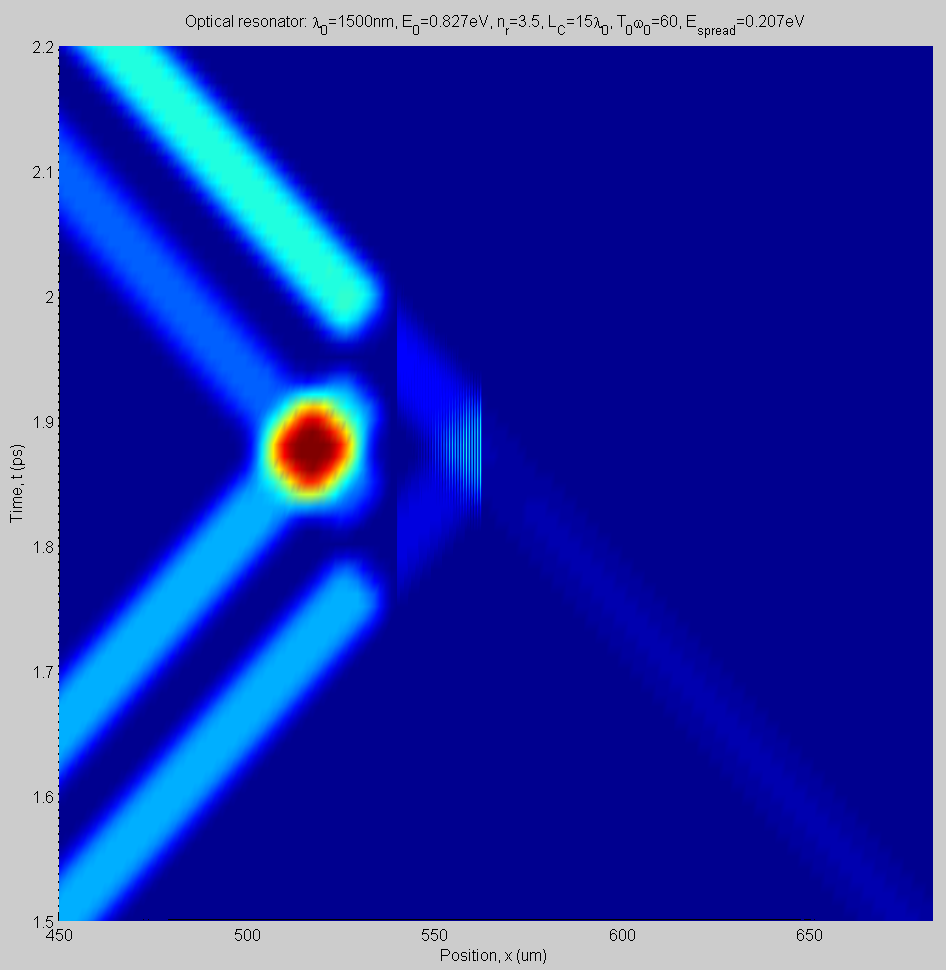 Optical resonator: λ0=1500nm, E0=0.827eV, nr=3.5, LC=15λ0, T0ω0=60, Espread=0.207eV
2.2
2.1
2
1.9
1.8
1.7
1.6
1.5
Time, t (ps)
450 500 550 600 650
Position, x (um)